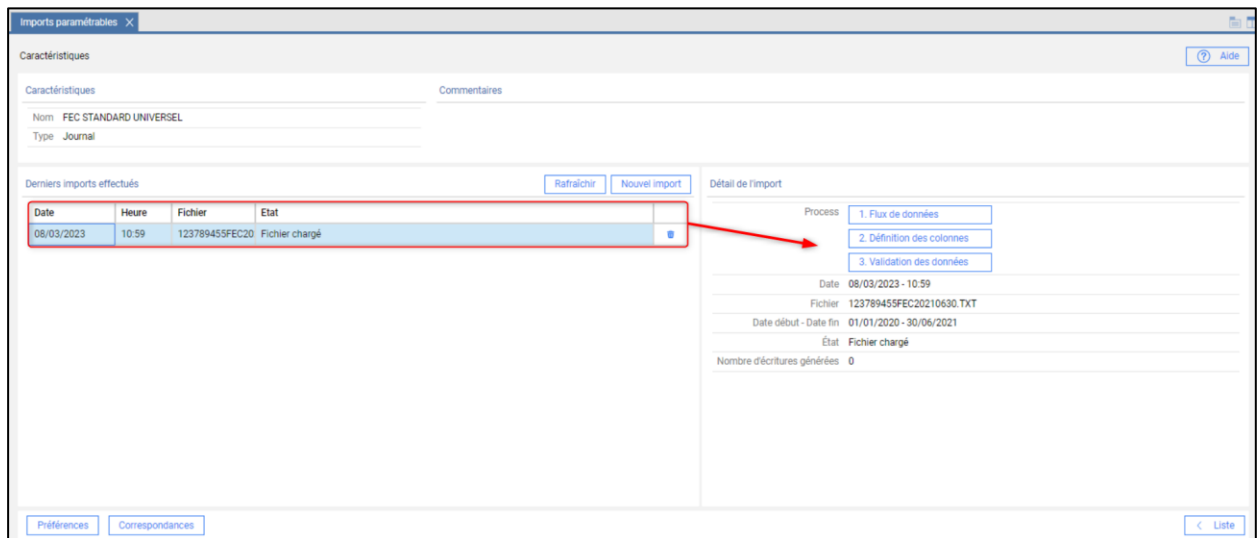 Imports paramétrables X
Caractéristiques
? Aide
Caractéristiques
Commentaires
Nom FEC STANDARD UNIVERSEL
Type Journal
Derniers imports effectués
Rafraîchir
Nouvel import
Détail de l'import
Date Heure Fichier Etat
08/03/2023 10:59 123789455FEC20 Fichier chargé
Process 1. Flux de données
2. Définition des colonnes
3. Validation des données
Date 08/03/2023 - 10:59
Fichier 123789455FEC20210630.TXT
Date début - Date fin 01/01/2020 - 30/06/2021
État Fichier chargé
Nombre d'écritures générées 0
Préférences
Correspondances
< Liste